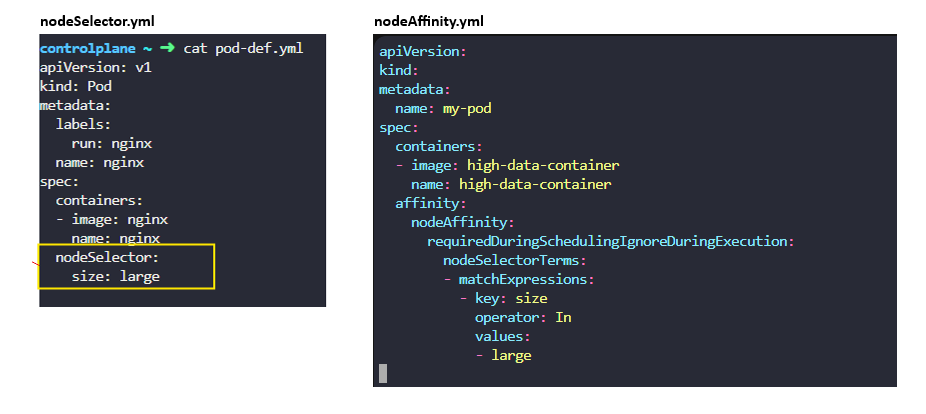 nodeSelector.yml
controlplane ~ ➜ cat pod-def.yml
apiVersion: v1
kind: Pod
metadata:
  labels:
    run: nginx
  name: nginx
spec:
  containers:
  - image: nginx
    name: nginx
  nodeSelector:
    size: large
nodeAffinity.yml
apiVersion:
kind:
metadata:
  name: my-pod
spec:
  containers:
  - image: high-data-container
    name: high-data-container
  affinity:
    nodeAffinity:
      requiredDuringSchedulingIgnoreDuringExecution:
        nodeSelectorTerms:
        - matchExpressions:
          - key: size
            operator: In
            values:
            - large